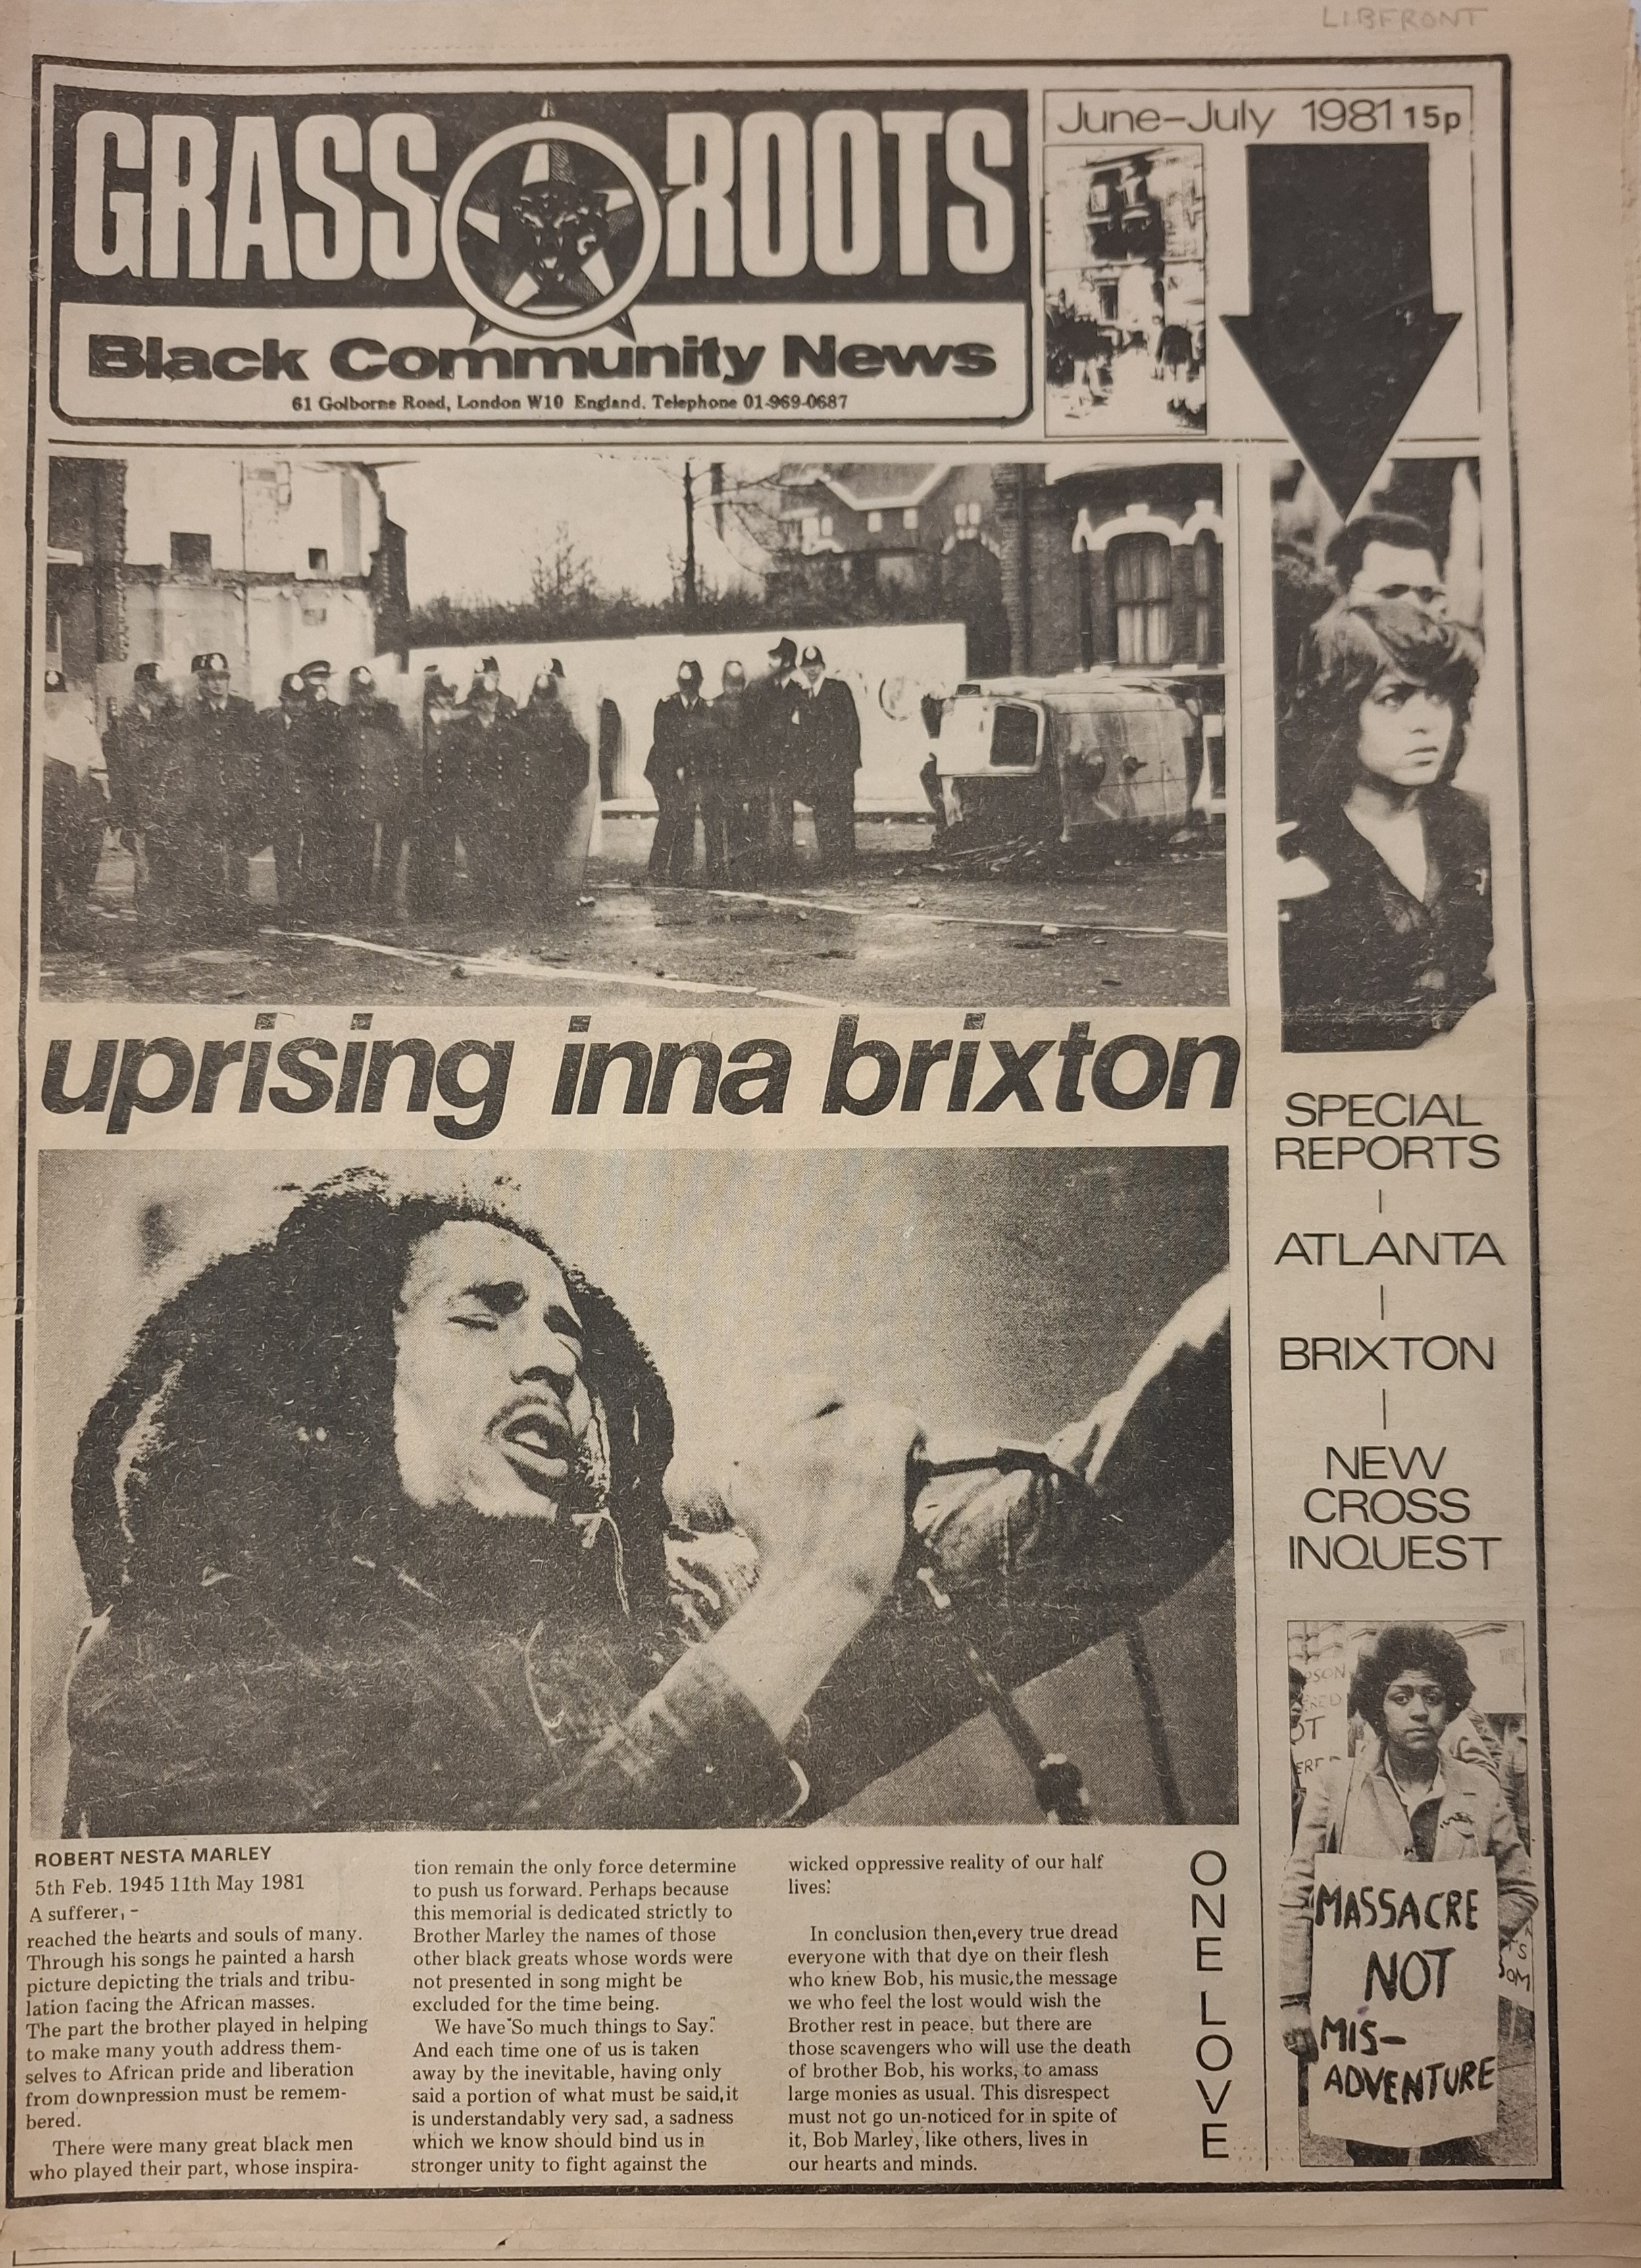 LIBFRONT
GRASS ROOTS
Black Community News
61 Golborne Road, London W10 England. Telephone 01-969-0687
June-July 1981 15p
uprising inna brixton
SPECIAL
REPORTS
ATLANTA
BRIXTON
NEW
CROSS
INQUEST
ROBERT NESTA MARLEY
5th Feb. 1945 11th May 1981
A sufferer, -
reached the hearts and souls of many.
Through his songs he painted a harsh
picture depicting the trials and tribu-
lation facing the African masses.
The part the brother played in helping
to make many youth address them-
selves to African pride and liberation
from downpression must be remem-
bered.
There were many great black men
who played their part, whose inspira-
tion remain the only force determine
to push us forward. Perhaps because
this memorial is dedicated strictly to
Brother Marley the names of those
other black greats whose words were
not presented in song might be
excluded for the time being.
We have "So much things to Say."
And each time one of us is taken
away by the inevitable, having only
said a portion of what must be said,it
is understandably very sad, a sadness
which we know should bind us in
stronger unity to fight against the
wicked oppressive reality of our half
lives.
In conclusion then,every true dread
everyone with that dye on their flesh
who knew Bob, his music,the message
we who feel the lost would wish the
Brother rest in peace, but there are
those scavengers who will use the death
of brother Bob, his works, to amass
large monies as usual. This disrespect
must not go un-noticed for in spite of
it, Bob Marley, like others, lives in
our hearts and minds.
ONE LOVE
MASSACRE
NOT
MIS-
ADVENTURE